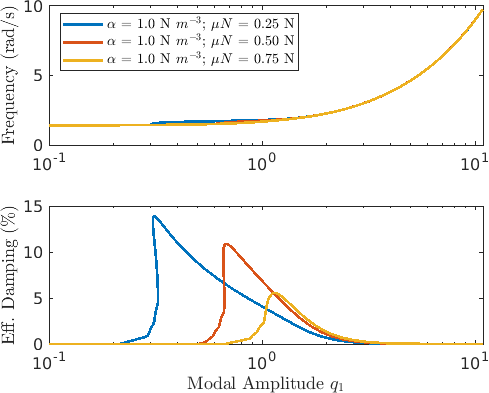 Frequency (rad/s)
10
5
0
α = 1.0 N m⁻³; μN = 0.25 N
α = 1.0 N m⁻³; μN = 0.50 N
α = 1.0 N m⁻³; μN = 0.75 N
10⁻¹ 10⁰ 10¹
Eff. Damping (%)
15
10
5
0
10⁻¹ 10⁰ 10¹
Modal Amplitude q₁